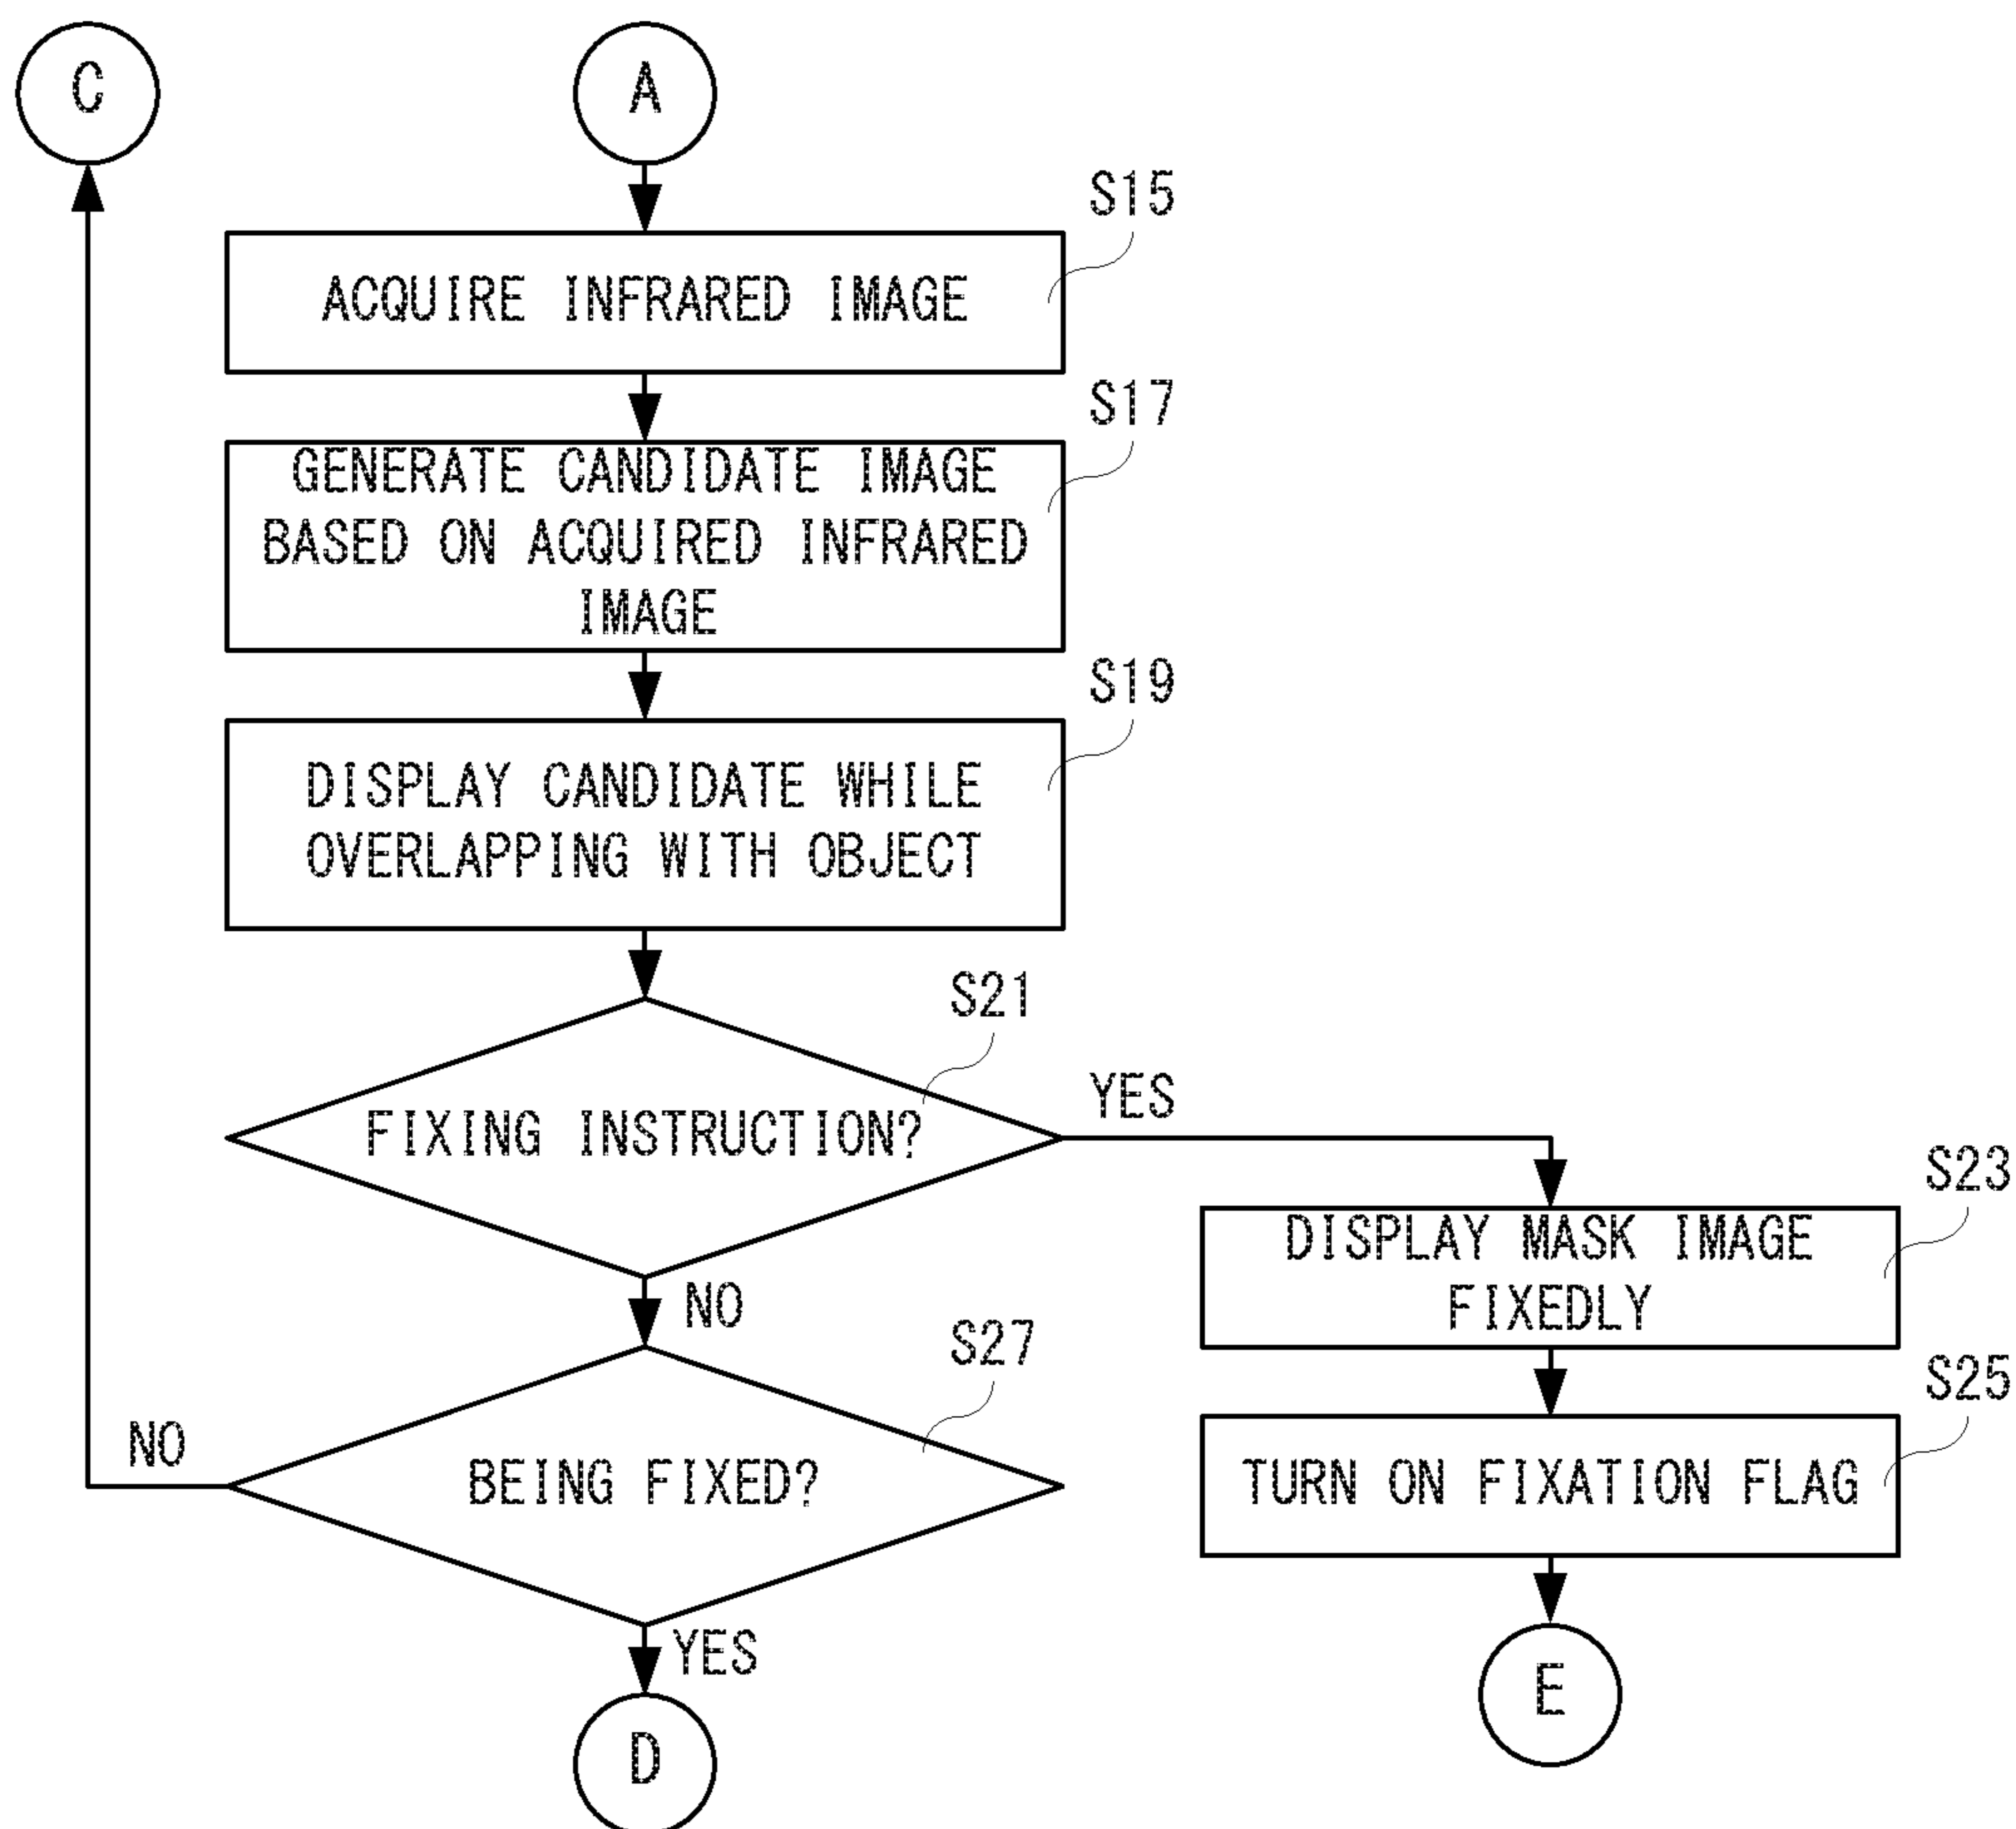 C
A
S15
ACQUIRE INFRARED IMAGE
S17
GENERATE CANDIDATE IMAGE
BASED ON ACQUIRED INFRARED
IMAGE
S19
DISPLAY CANDIDATE WHILE
OVERLAPPING WITH OBJECT
S21
FIXING INSTRUCTION?
YES
NO
S23
DISPLAY MASK IMAGE
FIXEDLY
S25
TURN ON FIXATION FLAG
E
S27
BEING FIXED?
NO
YES
D